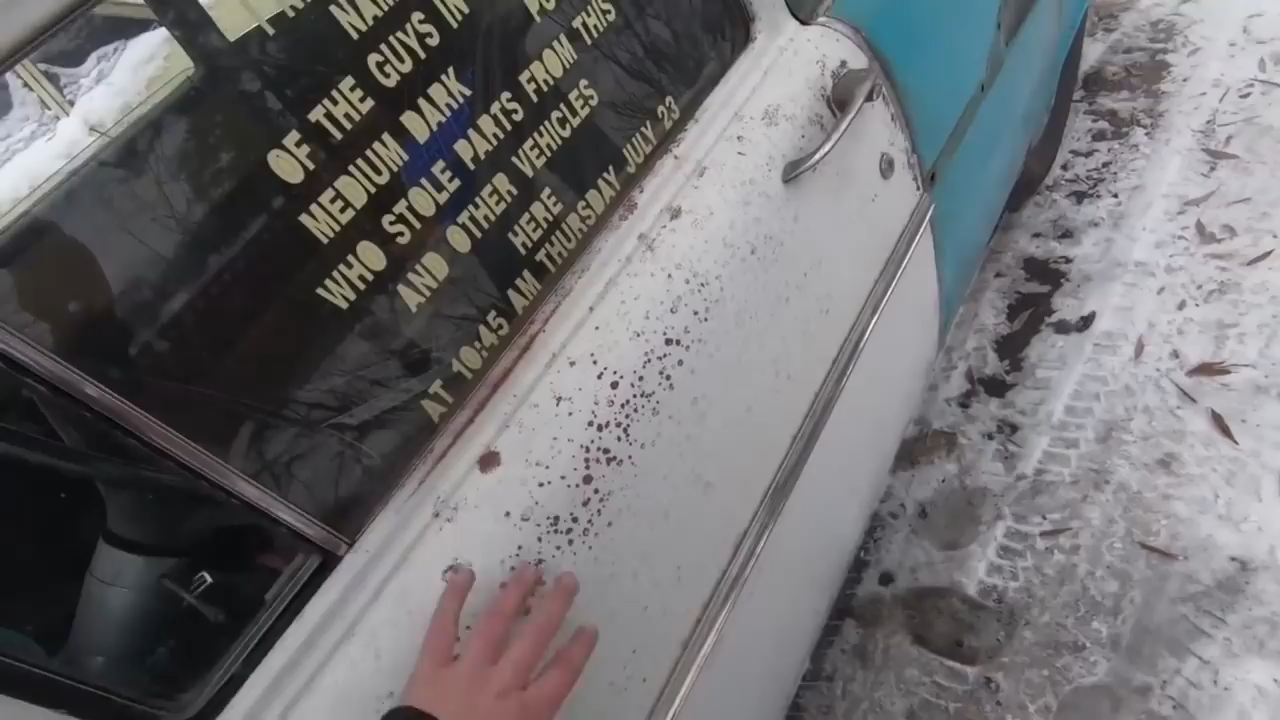 NAM
OF THE GUYS IN
MEDIUM DARK
WHO STOLE PARTS FROM THIS
AND OTHER VEHICLES
HERE
AT 10:45 AM THURSDAY JULY 23